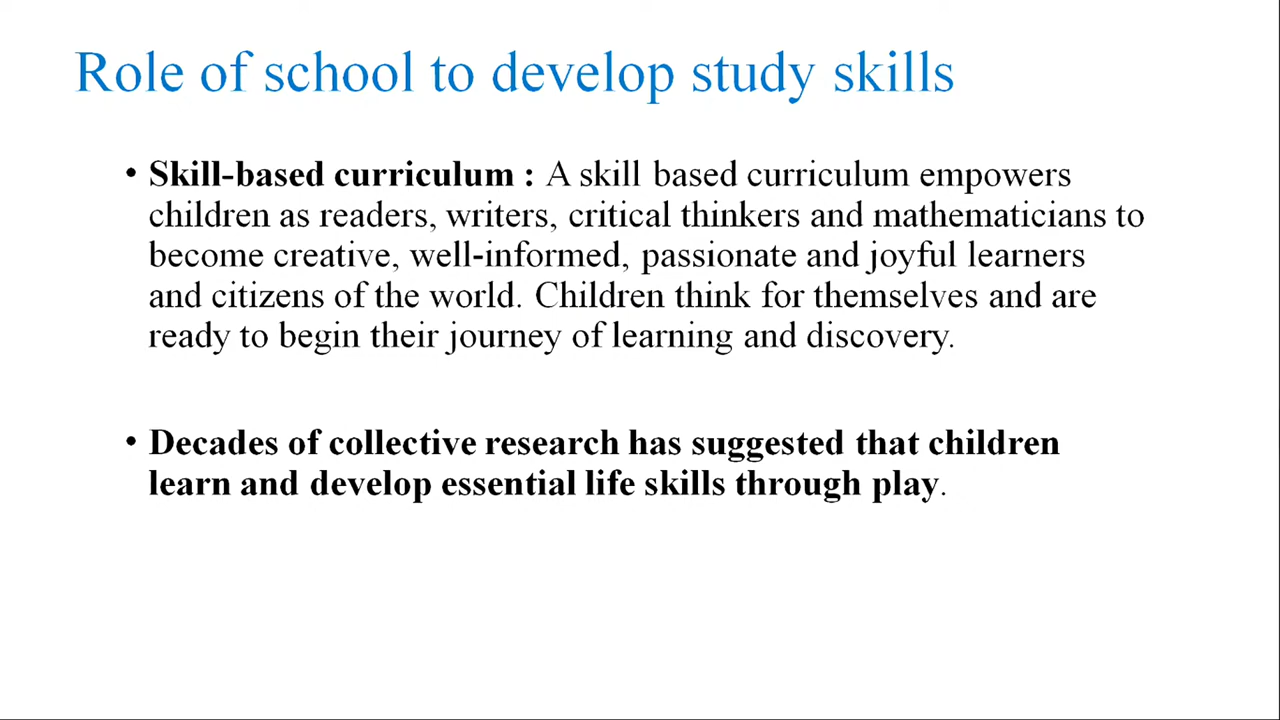 Role of school to develop study skills
• Skill-based curriculum : A skill based curriculum empowers
children as readers, writers, critical thinkers and mathematicians to
become creative, well-informed, passionate and joyful learners
and citizens of the world. Children think for themselves and are
ready to begin their journey of learning and discovery.
• Decades of collective research has suggested that children
learn and develop essential life skills through play.